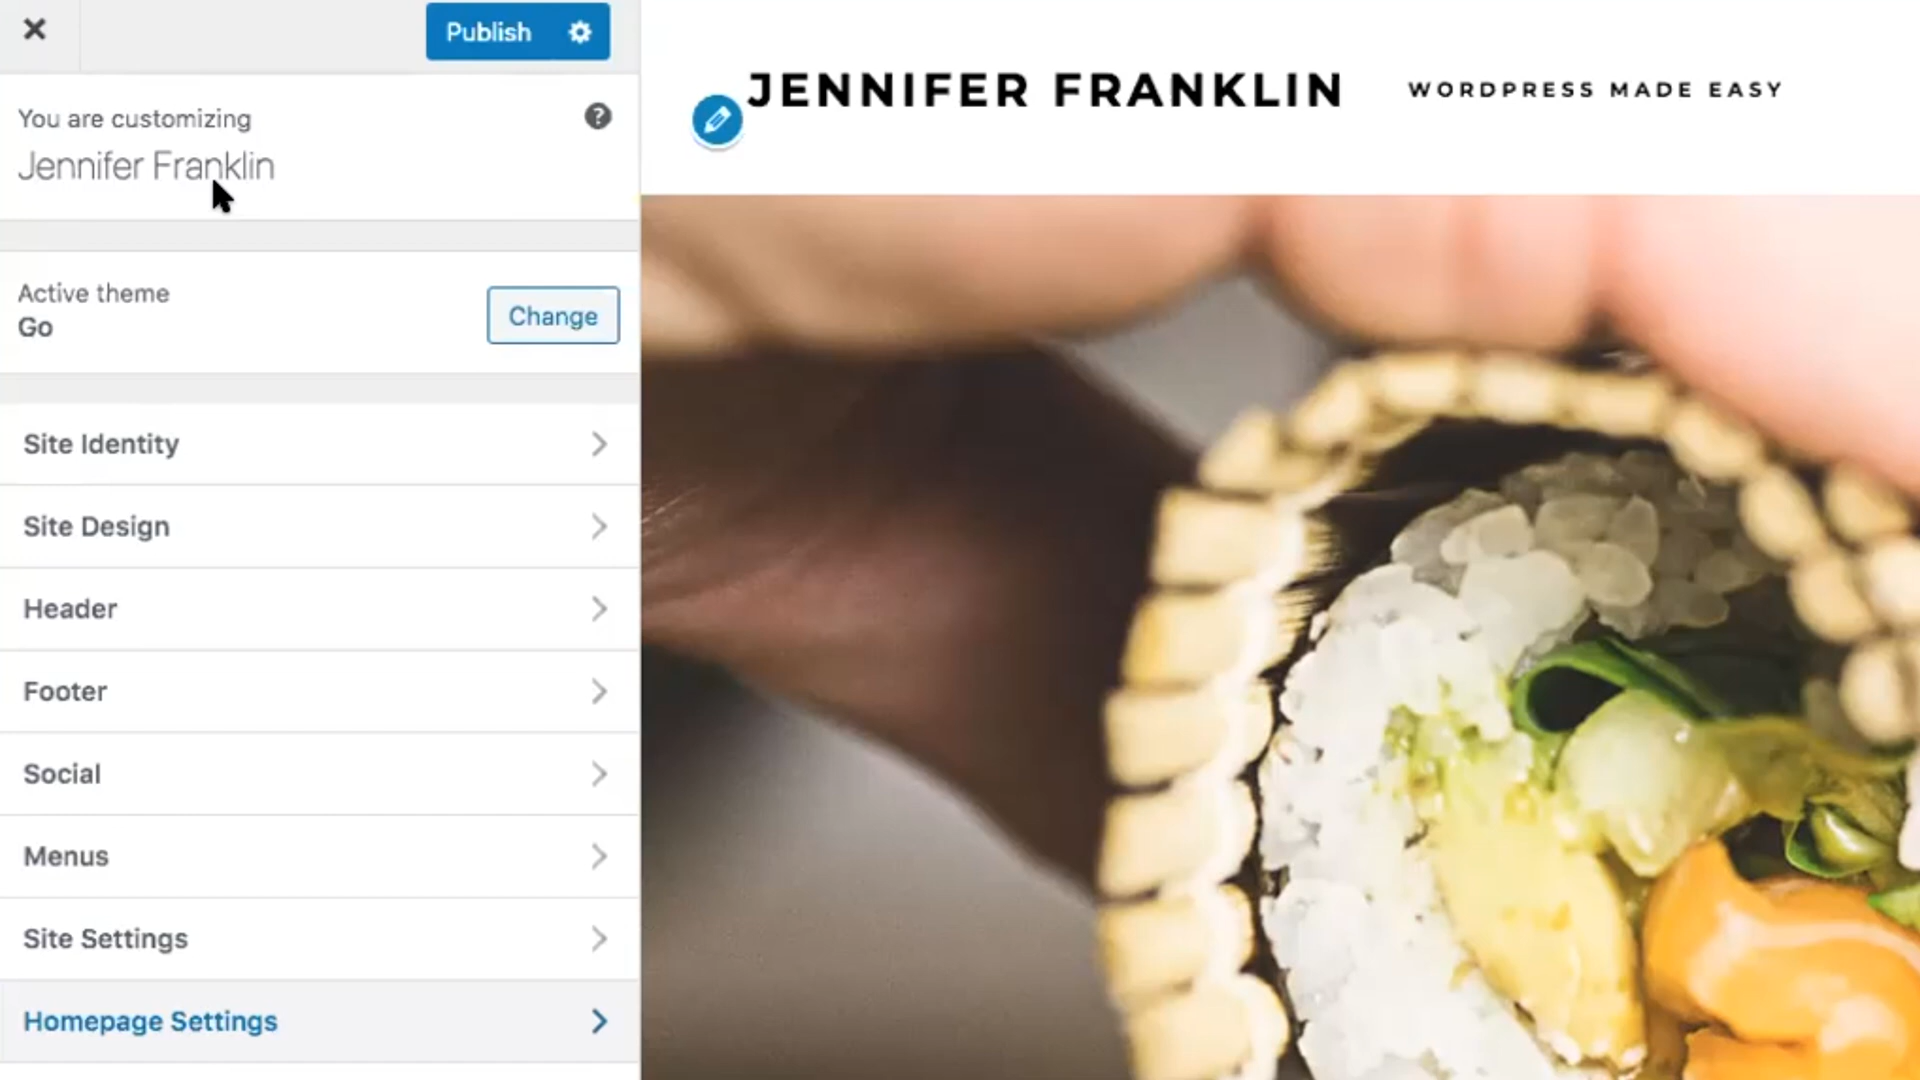 Publish
You are customizing
Jennifer Franklin
Active theme
Go
Change
Site Identity
Site Design
Header
Footer
Social
Menus
Site Settings
Homepage Settings
JENNIFER FRANKLIN
WORDPRESS MADE EASY